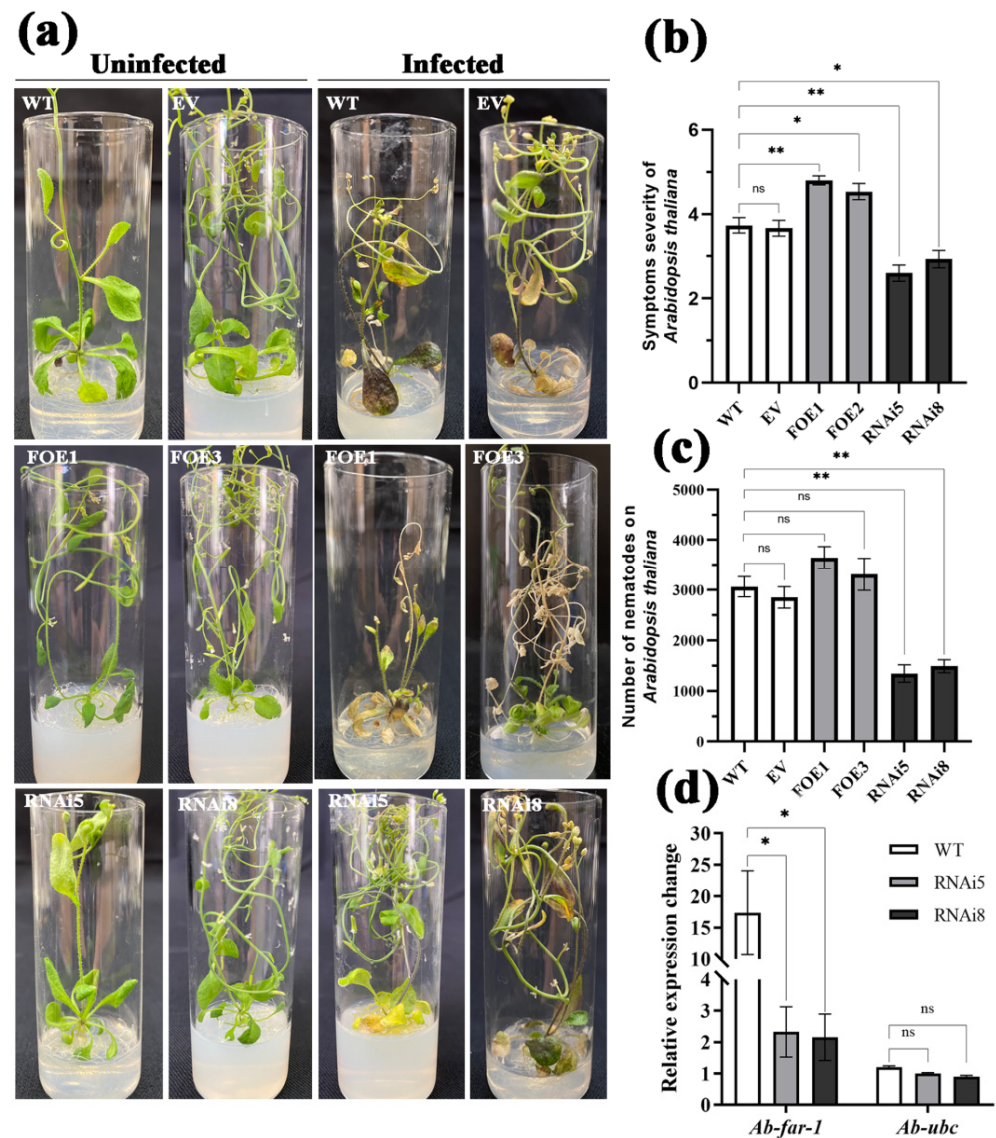 (a)
Uninfected Infected
WT EV WT EV
FOE1 FOE3 FOE1 FOE3
RNAi5 RNAi8 RNAi5 RNAi8
(b)
*
**
*
**
ns
Symptoms severity of
Arabidopsis thaliana
6
4
2
0
WT EV FOE1 FOE2 RNAi5 RNAi8
(c)
**
**
ns
ns
ns
Number of nematodes on
Arabidopsis thaliana
5000
4000
3000
2000
1000
0
WT EV FOE1 FOE3 RNAi5 RNAi8
(d)
*
*
ns
ns
WT
RNAi5
RNAi8
Relative expression change
30
25
20
15
10
4
3
2
1
0
Ab-far-1 Ab-ubc